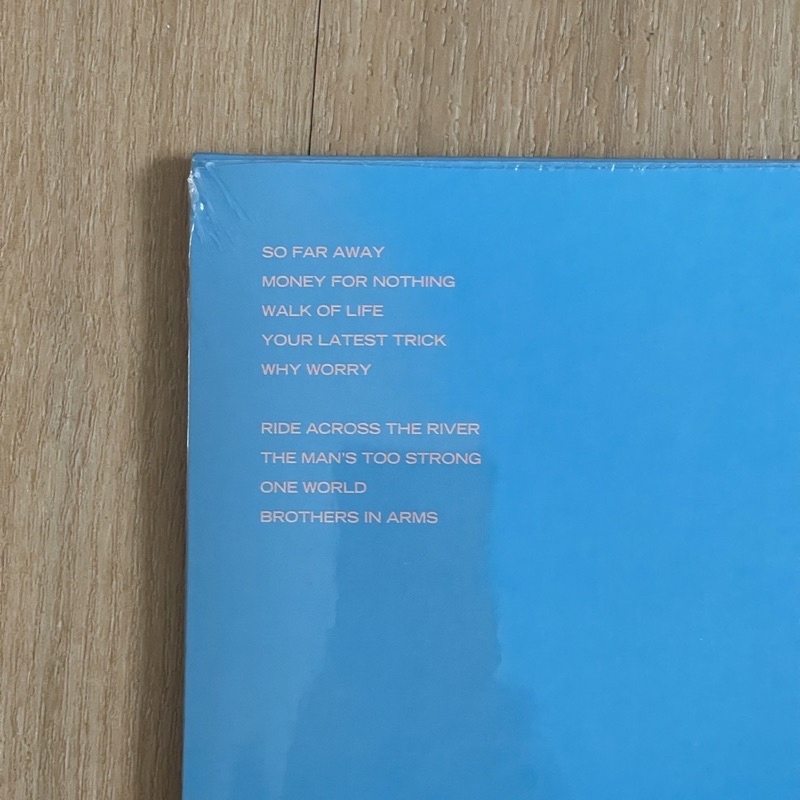 SO FAR AWAY
MONEY FOR NOTHING
WALK OF LIFE
YOUR LATEST TRICK
WHY WORRY
RIDE ACROSS THE RIVER
THE MAN'S TOO STRONG
ONE WORLD
BROTHERS IN ARMS